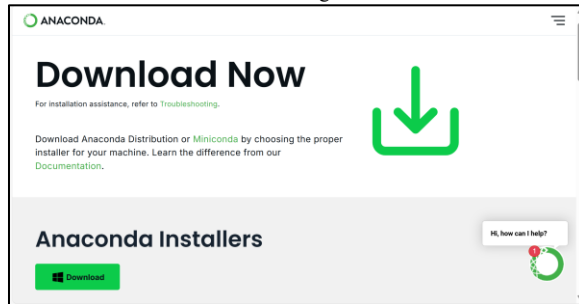 ANACONDA.
Download Now
For installation assistance, refer to Troubleshooting.
Download Anaconda Distribution or Miniconda by choosing the proper
installer for your machine. Learn the difference from our
Documentation.
Anaconda Installers
Hi, how can I help?
1
Download